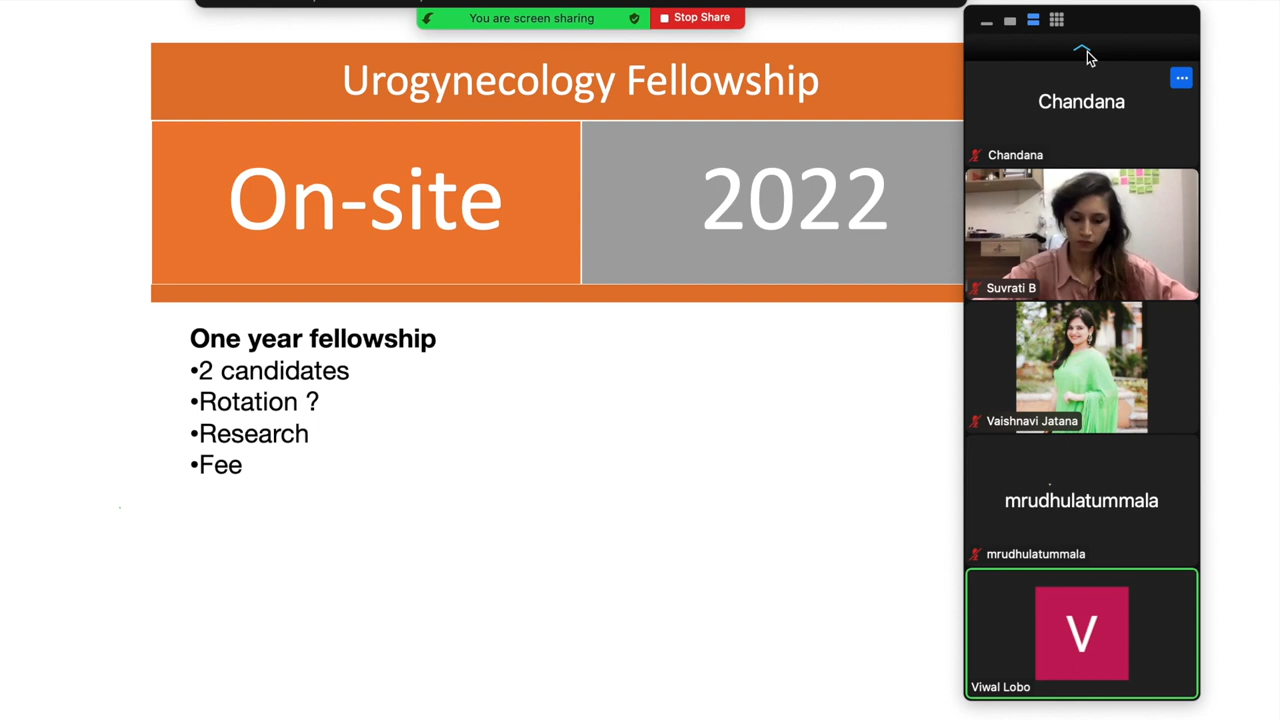 You are screen sharing
Stop Share
Urogynecology Fellowship
On-site
2022
One year fellowship
•2 candidates
•Rotation ?
•Research
•Fee
Chandana
Chandana
Suvrati B
Vaishnavi Jatana
mrudhulatummala
mrudhulatummala
V
Viwal Lobo